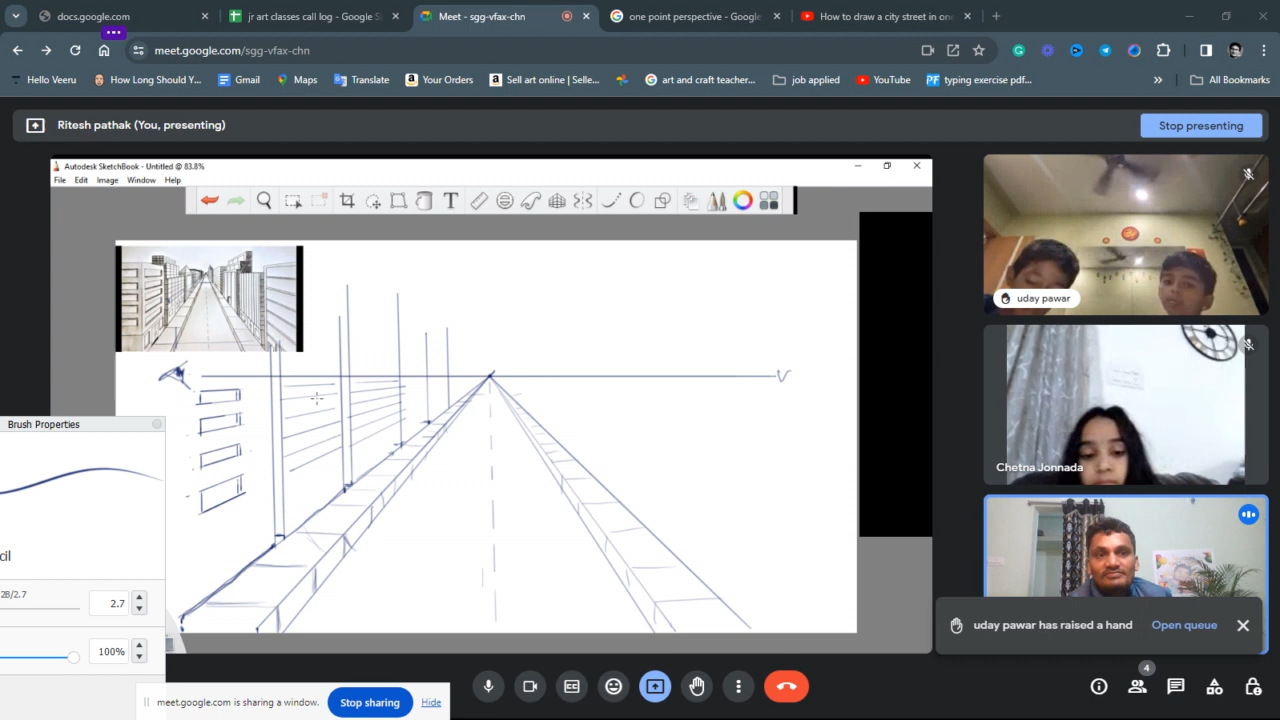 docs.google.com
jr art classes call log - Google S
Meet - sgg-vfax-chn
one point perspective - Google
How to draw a city street in one
meet.google.com/sgg-vfax-chn
Hello Veeru
How Long Should Y...
Gmail
Maps
Translate
Your Orders
Sell art online | Selle...
art and craft teacher...
job applied
YouTube
typing exercise pdf...
»
All Bookmarks
Ritesh pathak (You, presenting)
Stop presenting
Autodesk SketchBook - Untitled @ 83.8%
File Edit Image Window Help
T
uday pawar
V
Brush Properties
Chetna Jonnada
cil
2B/2.7
2.7
100%
uday pawar has raised a hand
Open queue
4
meet.google.com is sharing a window.
Stop sharing
Hide